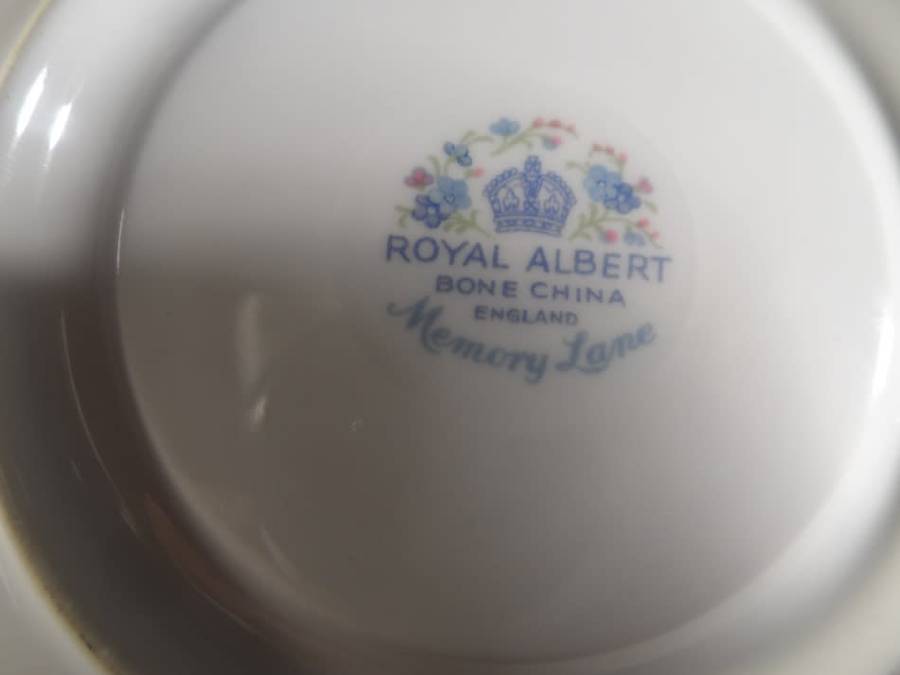 ROYAL ALBERT
BONE CHINA
ENGLAND
Memory Lane